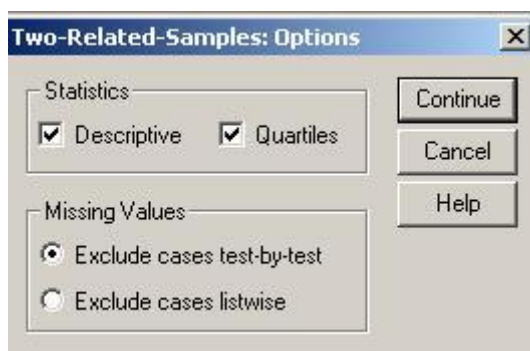 Two-Related-Samples: Options
Statistics
Descriptive Quartiles
Missing Values
Exclude cases test-by-test
Exclude cases listwise
Continue
Cancel
Help